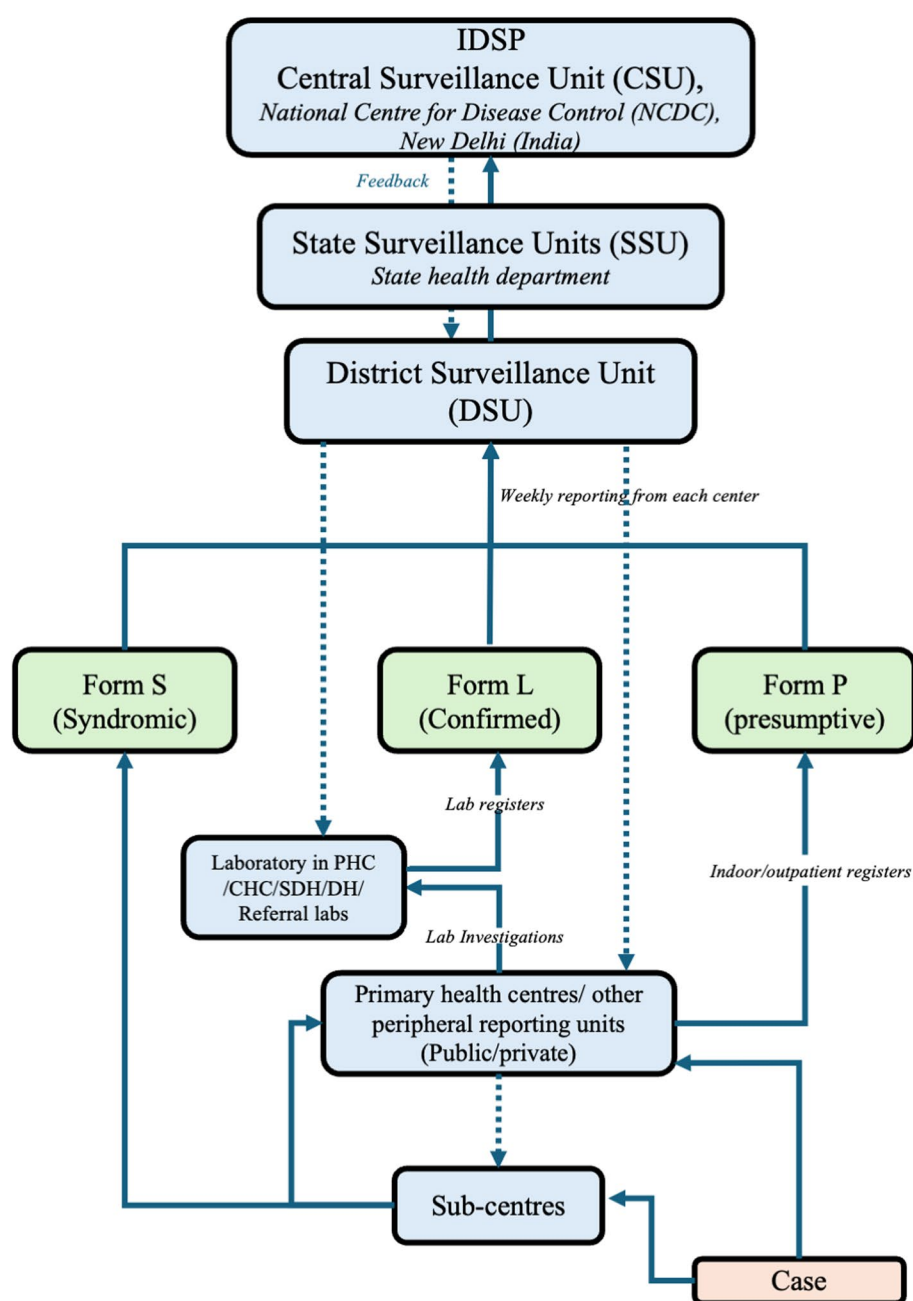 IDSP
Central Surveillance Unit (CSU),
National Centre for Disease Control (NCDC),
New Delhi (India)
Feedback
State Surveillance Units (SSU)
State health department
District Surveillance Unit
(DSU)
Weekly reporting from each center
Form S
(Syndromic)
Form L
(Confirmed)
Form P
(presumptive)
Lab registers
Laboratory in PHC
/CHC/SDH/DH/
Referral labs
Indoor/outpatient registers
Lab Investigations
Primary health centres/ other
peripheral reporting units
(Public/private)
Sub-centres
Case